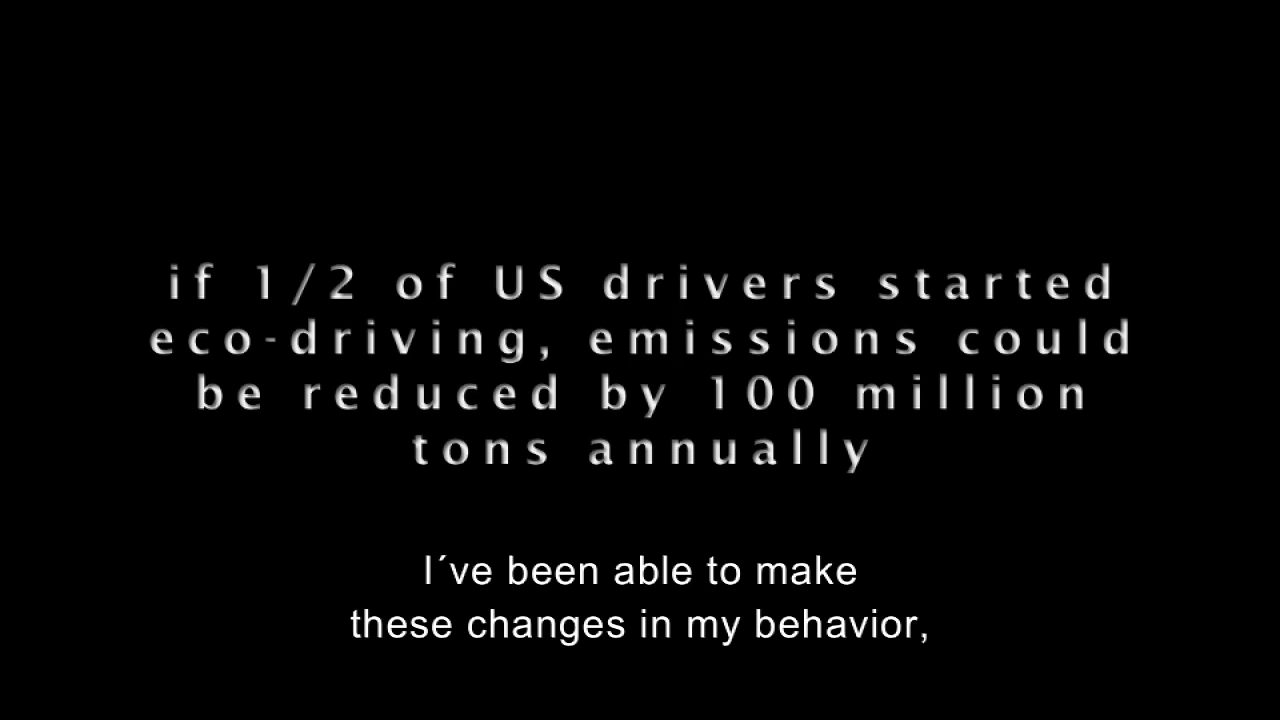 if 1/2 of US drivers started
eco-driving, emissions could
be reduced by 100 million
tons annually
I´ve been able to make
these changes in my behavior,